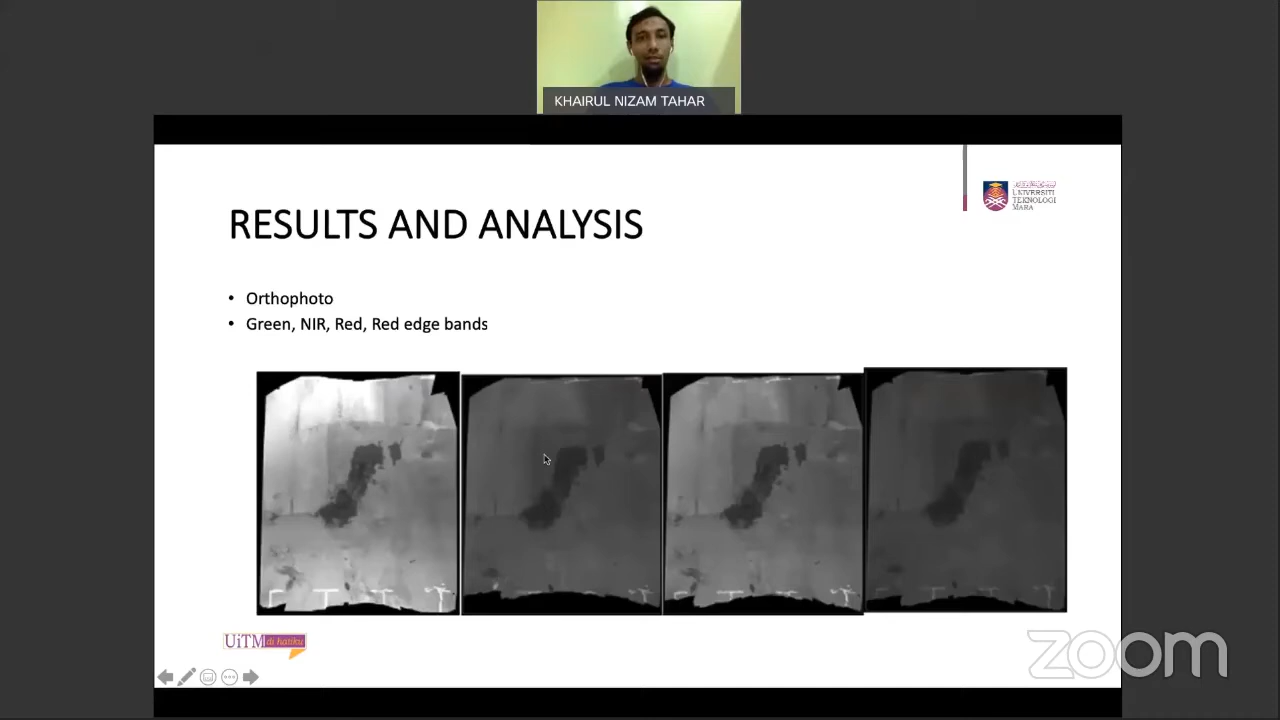 KHAIRUL NIZAM TAHAR
UNIVERSITI
TEKNOLOGI
MARA
RESULTS AND ANALYSIS
• Orthophoto
• Green, NIR, Red, Red edge bands
UiTM di hatiku
zoom